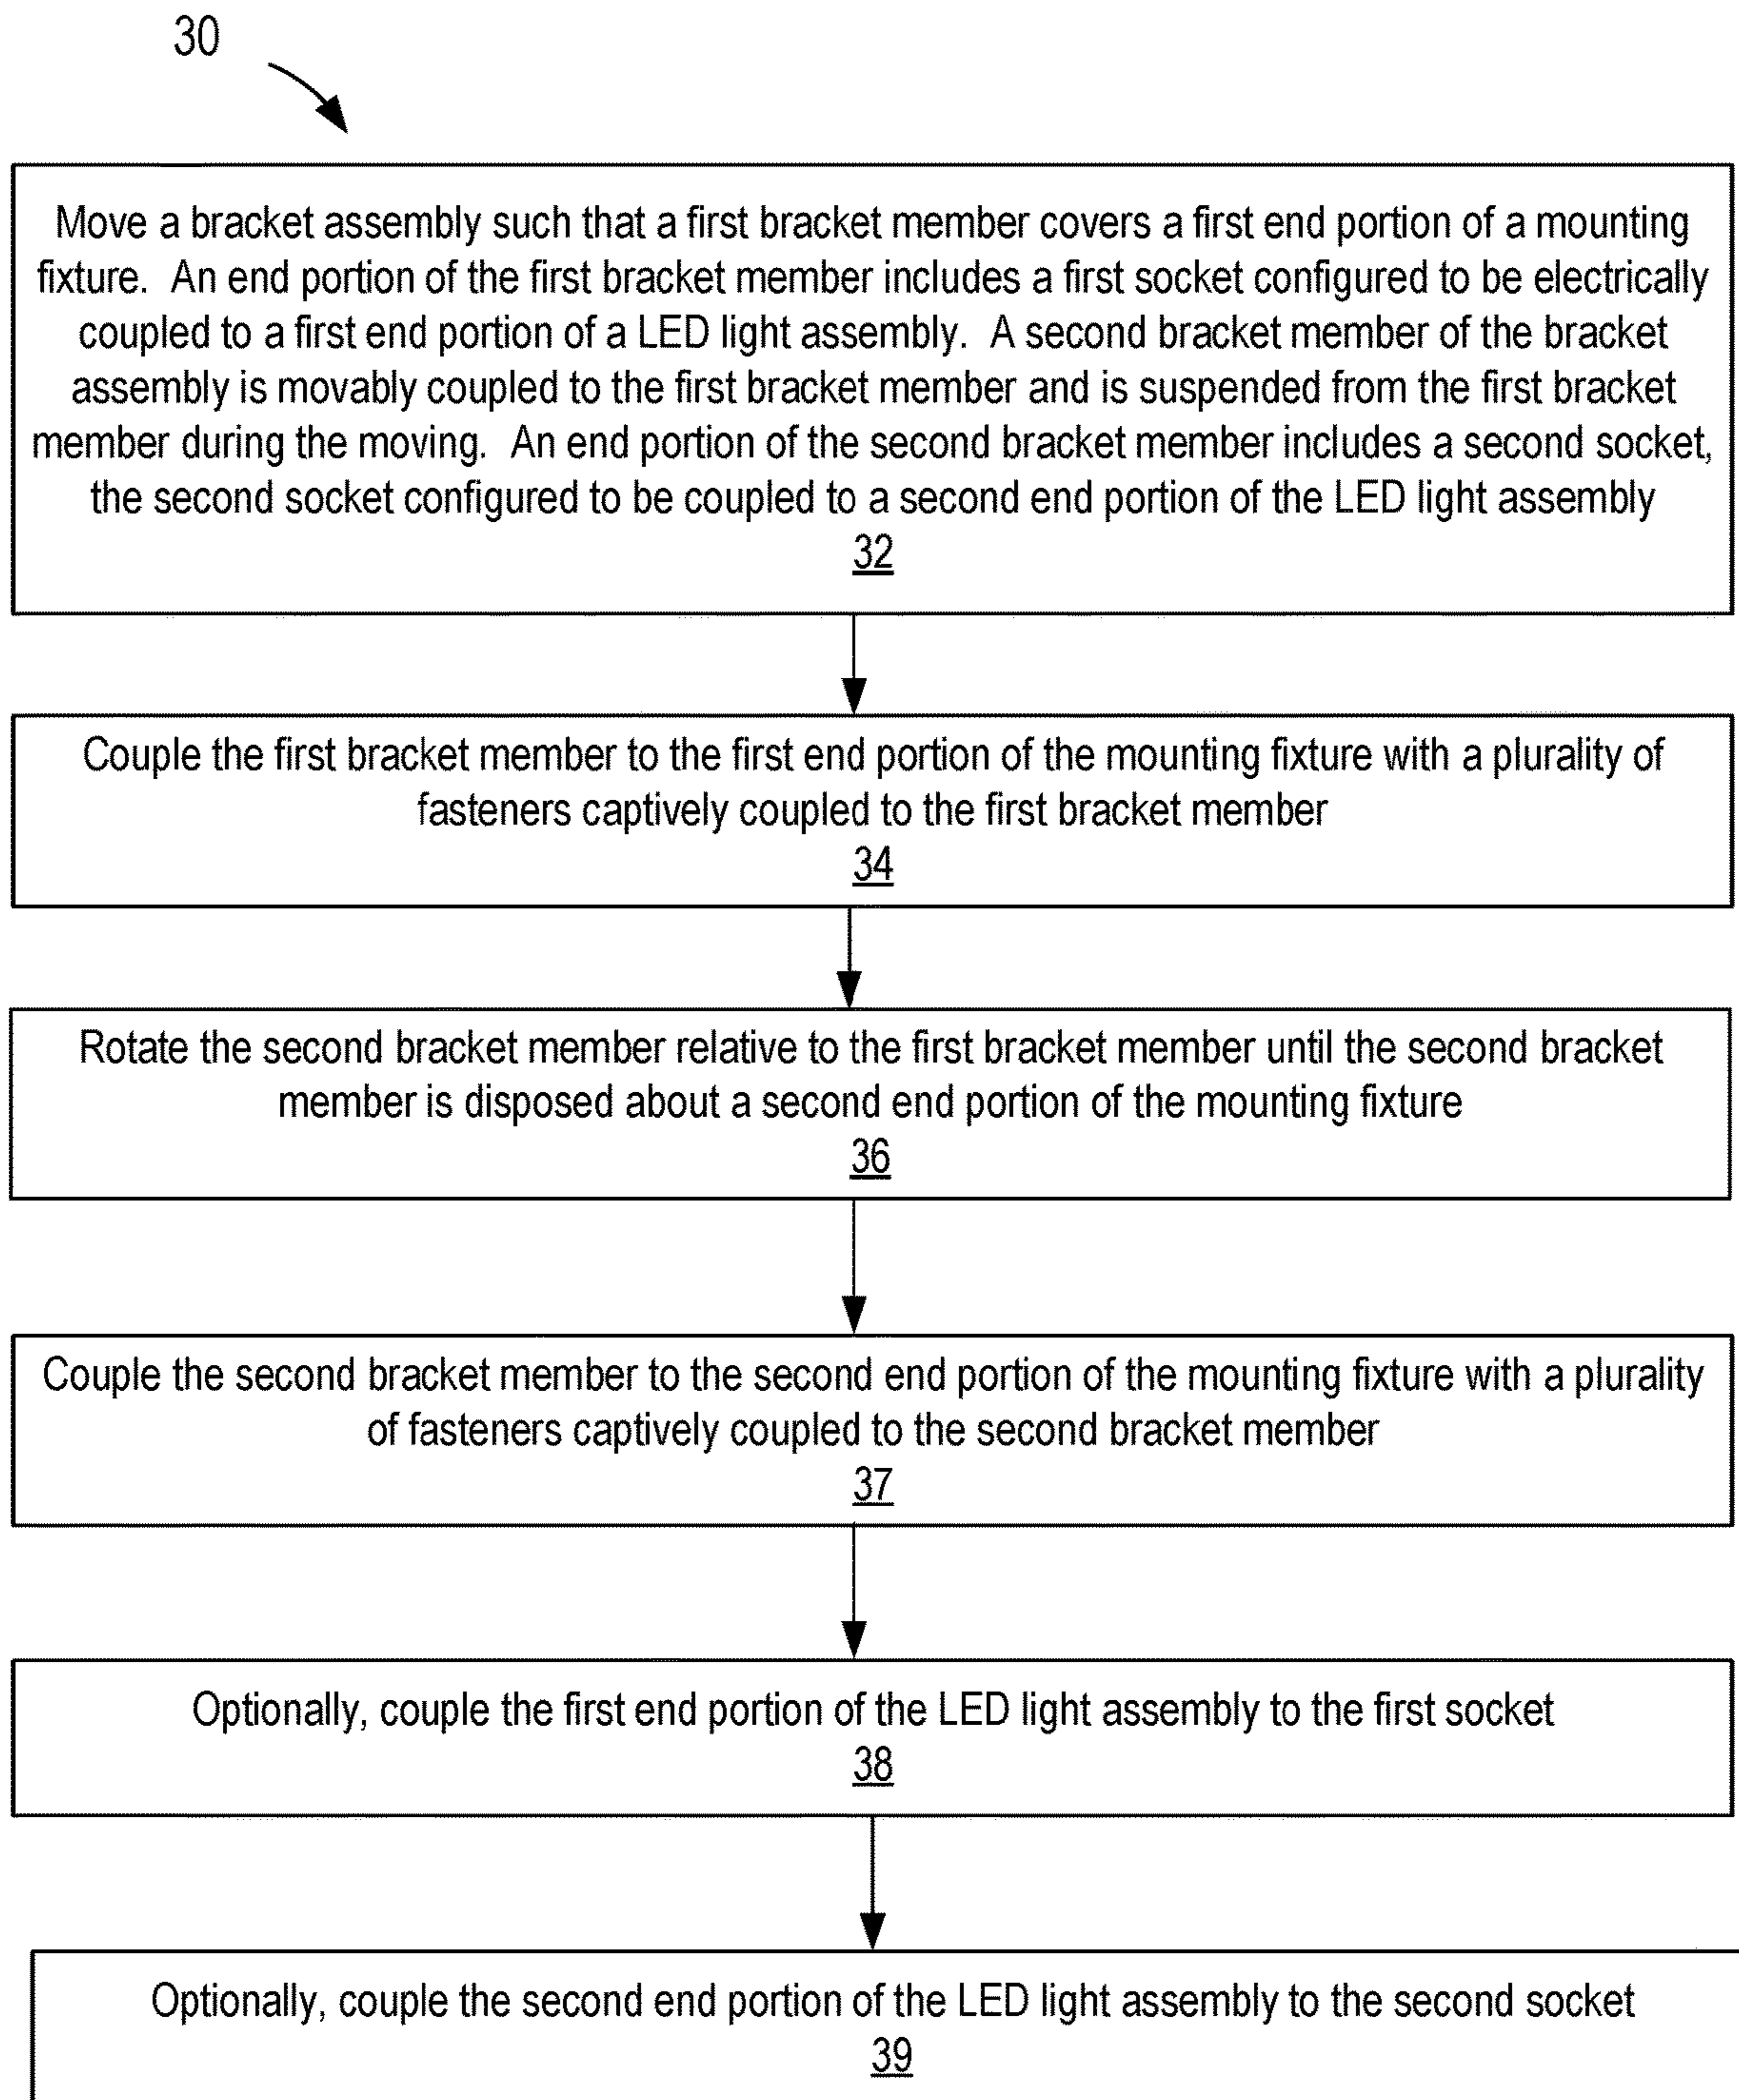 30
Move a bracket assembly such that a first bracket member covers a first end portion of a mounting
fixture. An end portion of the first bracket member includes a first socket configured to be electrically
coupled to a first end portion of a LED light assembly. A second bracket member of the bracket
assembly is movably coupled to the first bracket member and is suspended from the first bracket
member during the moving. An end portion of the second bracket member includes a second socket,
the second socket configured to be coupled to a second end portion of the LED light assembly
32
Couple the first bracket member to the first end portion of the mounting fixture with a plurality of
fasteners captively coupled to the first bracket member
34
Rotate the second bracket member relative to the first bracket member until the second bracket
member is disposed about a second end portion of the mounting fixture
36
Couple the second bracket member to the second end portion of the mounting fixture with a plurality
of fasteners captively coupled to the second bracket member
37
Optionally, couple the first end portion of the LED light assembly to the first socket
38
Optionally, couple the second end portion of the LED light assembly to the second socket
39